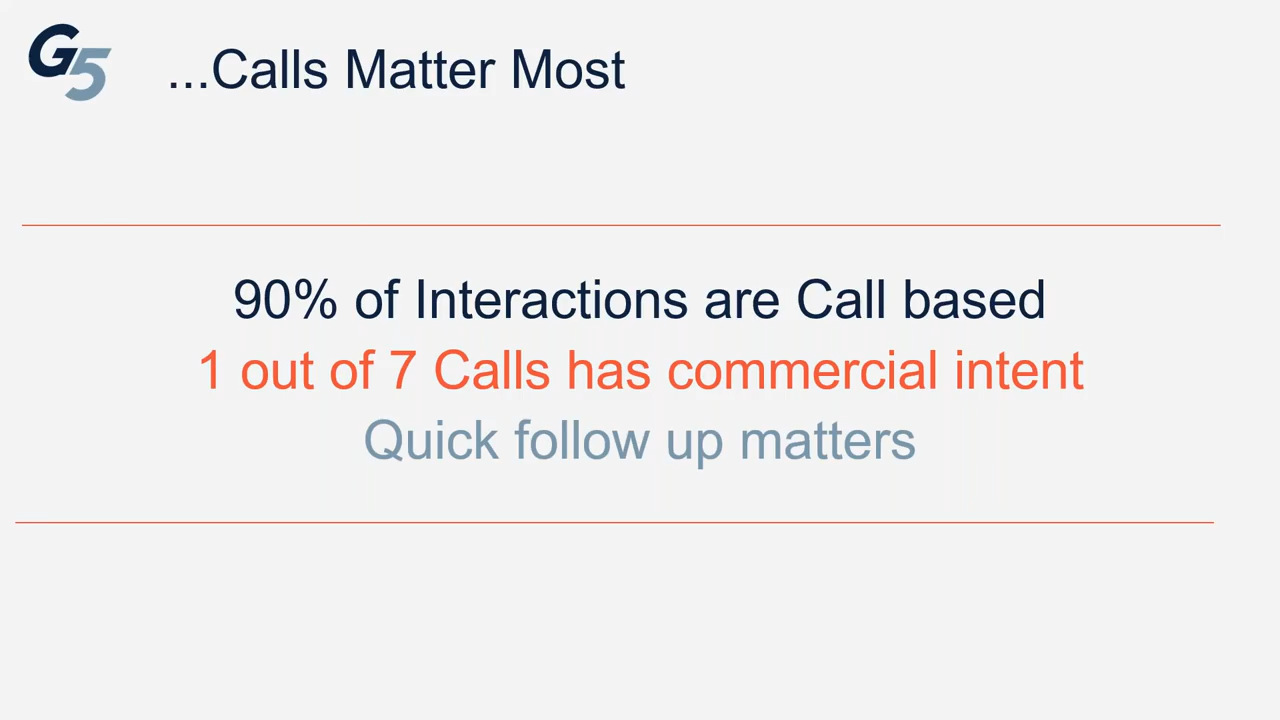 G5
...Calls Matter Most
90% of Interactions are Call based
1 out of 7 Calls has commercial intent
Quick follow up matters